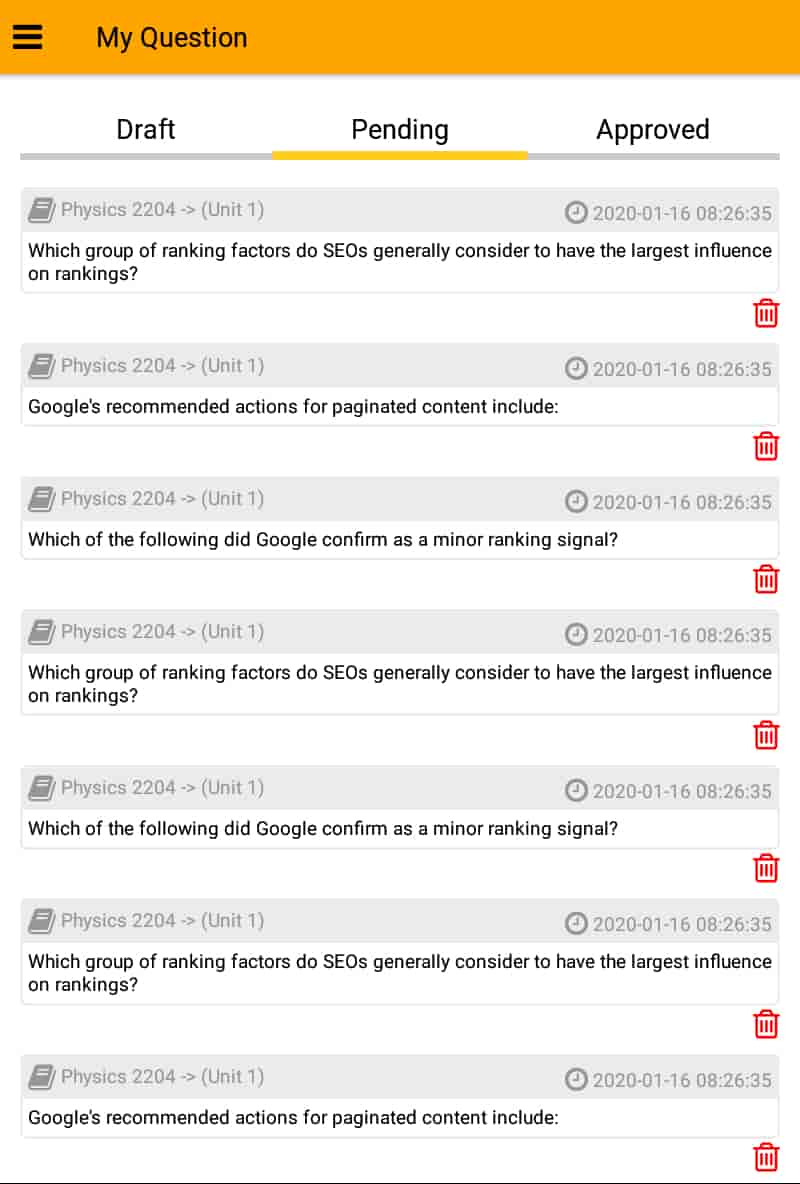 My Question
Draft Pending Approved
Physics 2204 -> (Unit 1) 2020-01-16 08:26:35
Which group of ranking factors do SEOs generally consider to have the largest influence
on rankings?
Physics 2204 -> (Unit 1) 2020-01-16 08:26:35
Google's recommended actions for paginated content include:
Physics 2204 -> (Unit 1) 2020-01-16 08:26:35
Which of the following did Google confirm as a minor ranking signal?
Physics 2204 -> (Unit 1) 2020-01-16 08:26:35
Which group of ranking factors do SEOs generally consider to have the largest influence
on rankings?
Physics 2204 -> (Unit 1) 2020-01-16 08:26:35
Which of the following did Google confirm as a minor ranking signal?
Physics 2204 -> (Unit 1) 2020-01-16 08:26:35
Which group of ranking factors do SEOs generally consider to have the largest influence
on rankings?
Physics 2204 -> (Unit 1) 2020-01-16 08:26:35
Google's recommended actions for paginated content include: